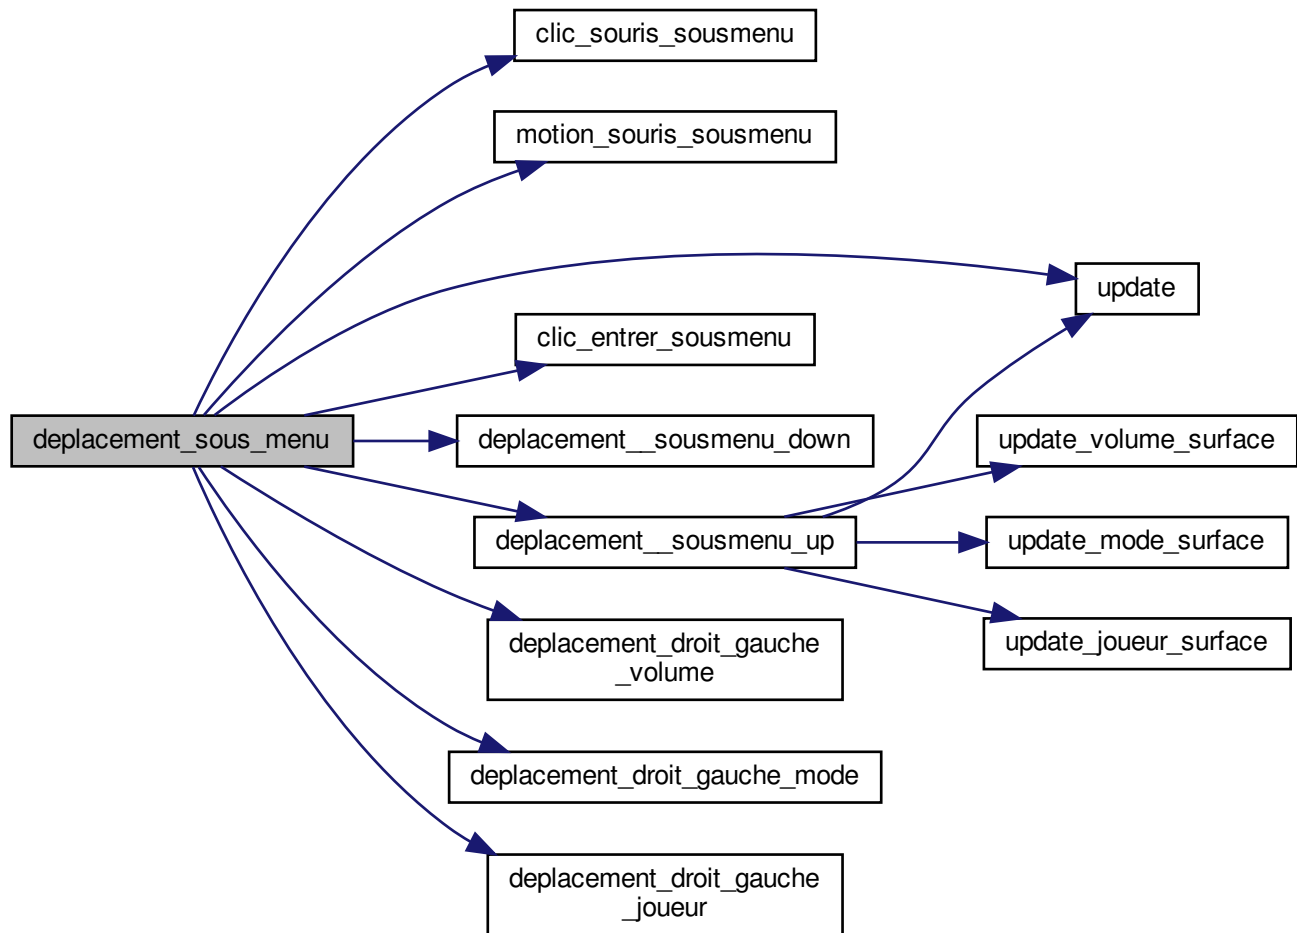 clic_souris_sousmenu
motion_souris_sousmenu
update
clic_entrer_sousmenu
deplacement_sous_menu
deplacement__sousmenu_down
update_volume_surface
deplacement__sousmenu_up
update_mode_surface
deplacement_droit_gauche
_volume
update_joueur_surface
deplacement_droit_gauche_mode
deplacement_droit_gauche
_joueur